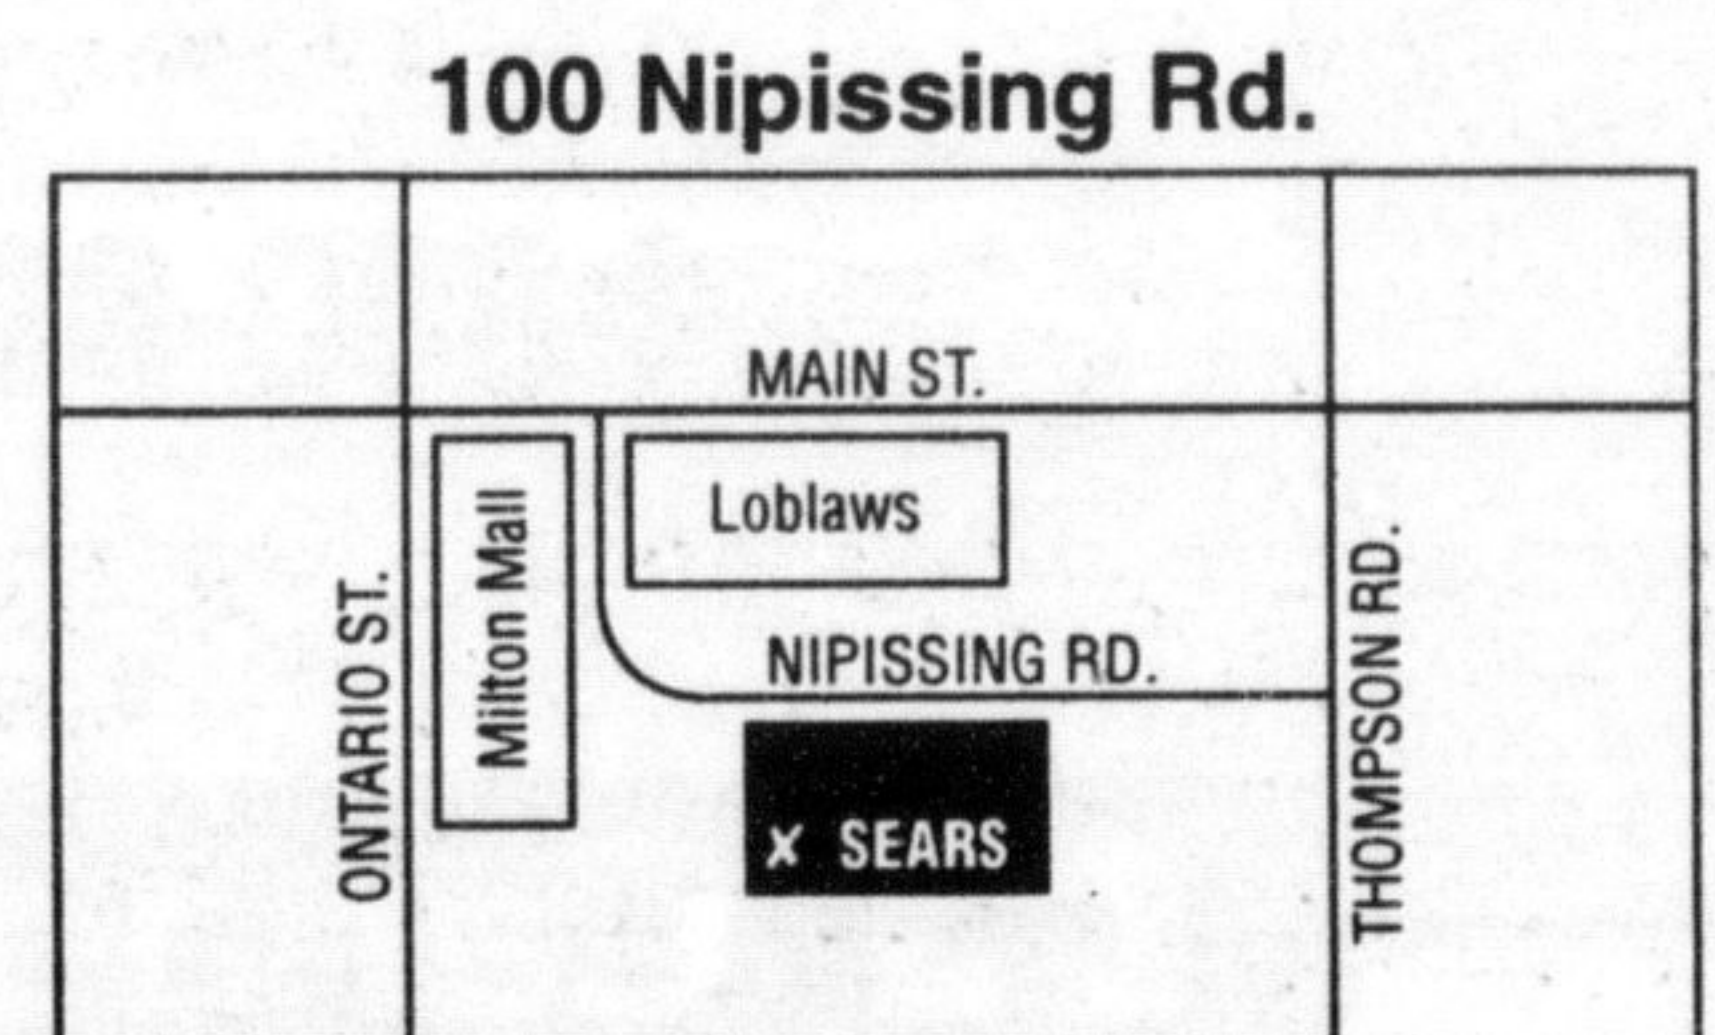 100 Nipissing Rd.
MAIN ST.
Loblaws
Milton Mall
ONTARIO ST.
NIPISSING RD.
THOMPSON RD.
x SEARS